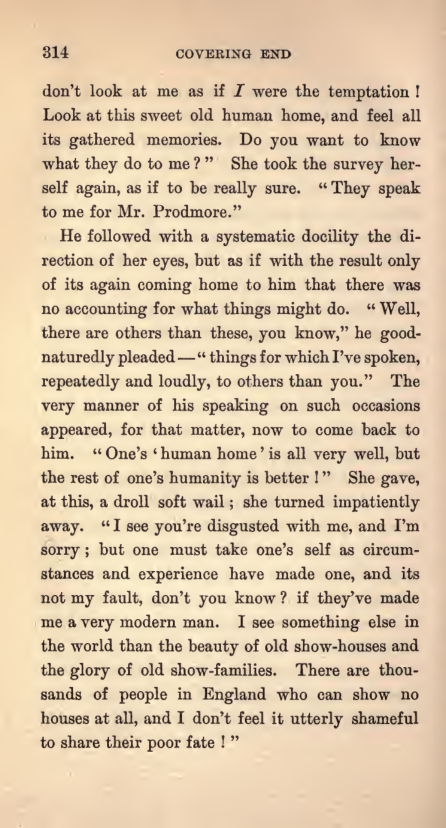 314 COVERING END
don't look at me as if I were the temptation !
Look at this sweet old human home, and feel all
its gathered memories. Do you want to know
what they do to me ? " She took the survey her-
self again, as if to be really sure. " They speak
to me for Mr. Prodmore."
He followed with a systematic docility the di-
rection of her eyes, but as if with the result only
of its again coming home to him that there was
no accounting for what things might do. " Well,
there are others than these, you know," he good-
naturedly pleaded — " things for which I've spoken,
repeatedly and loudly, to others than you." The
very manner of his speaking on such occasions
appeared, for that matter, now to come back to
him. " One's ' human home ' is all very well, but
the rest of one's humanity is better ! " She gave,
at this, a droll soft wail ; she turned impatiently
away. " I see you're disgusted with me, and I'm
sorry ; but one must take one's self as circum-
stances and experience have made one, and its
not my fault, don't you know ? if they've made
me a very modern man. I see something else in
the world than the beauty of old show-houses and
the glory of old show-families. There are thou-
sands of people in England who can show no
houses at all, and I don't feel it utterly shameful
to share their poor fate ! "